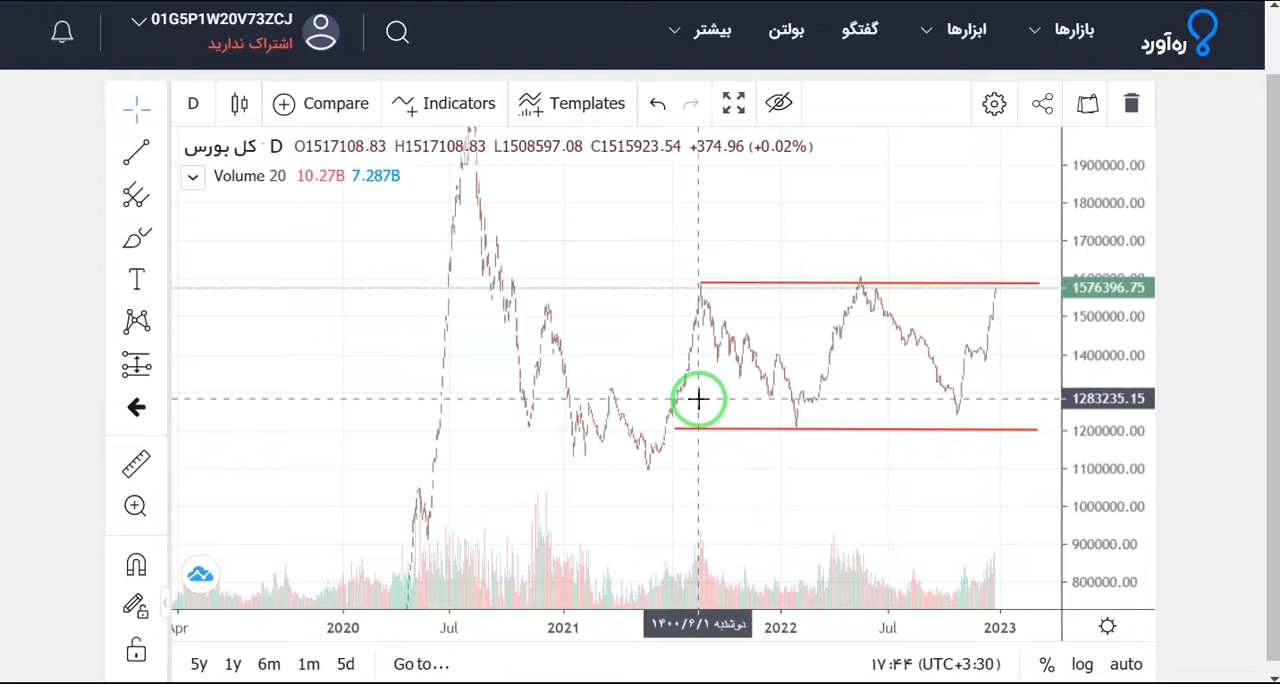 01G5P1W20V73ZCJ
اشتراک ندارید
بیشتر بولتن گفتگو ابزارها بازارها
ره‌آورد
D Compare Indicators Templates
کل بورس · D O1517108.83 H1517108.83 L1508597.08 C1515923.54 +374.96 (+0.02%)
Volume 20 10.27B 7.287B
1900000.00
1800000.00
1700000.00
1600000.00
1576396.75
1500000.00
1400000.00
1283235.15
1200000.00
1100000.00
1000000.00
900000.00
800000.00
Apr 2020 Jul 2021 دوشنبه ۱۴۰۰/۶/۱ 2022 Jul 2023
5y 1y 6m 1m 5d Go to... ۱۷:۴۴ (UTC+3:30) % log auto